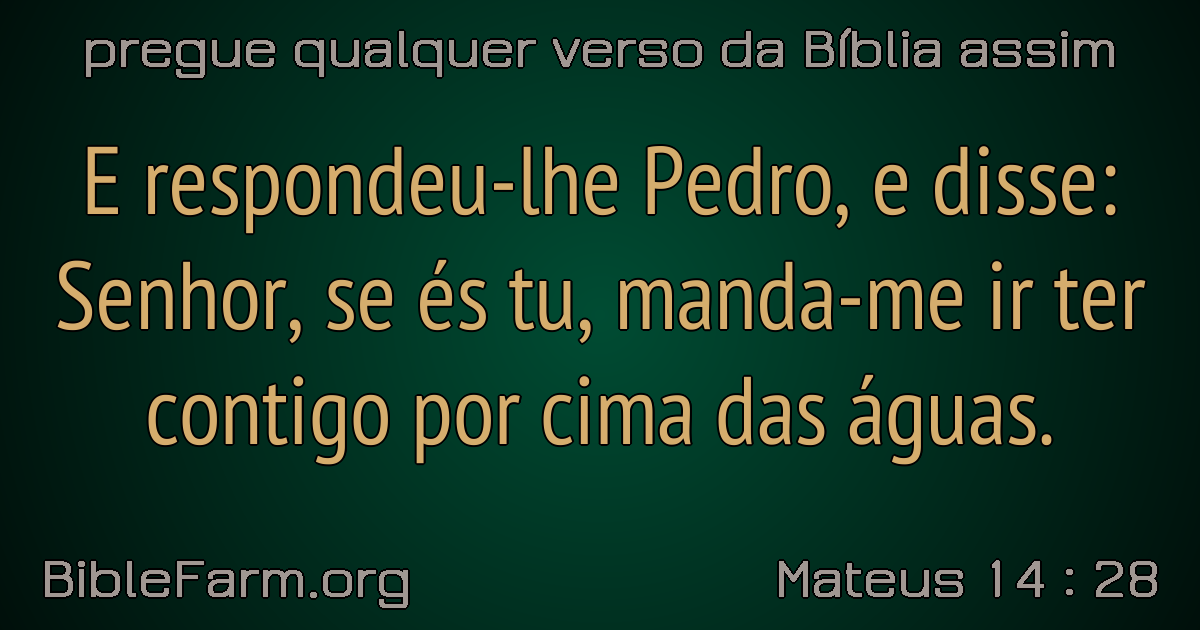 pregue qualquer verso da Bíblia assim
E respondeu-lhe Pedro, e disse:
Senhor, se és tu, manda-me ir ter
contigo por cima das águas.
BibleFarm.org
Mateus 14 : 28